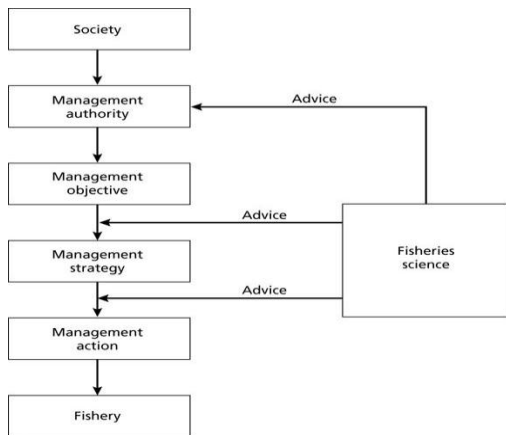 Society
Management
authority
Advice
Management
objective
Advice
Management
strategy
Fisheries
science
Advice
Management
action
Fishery